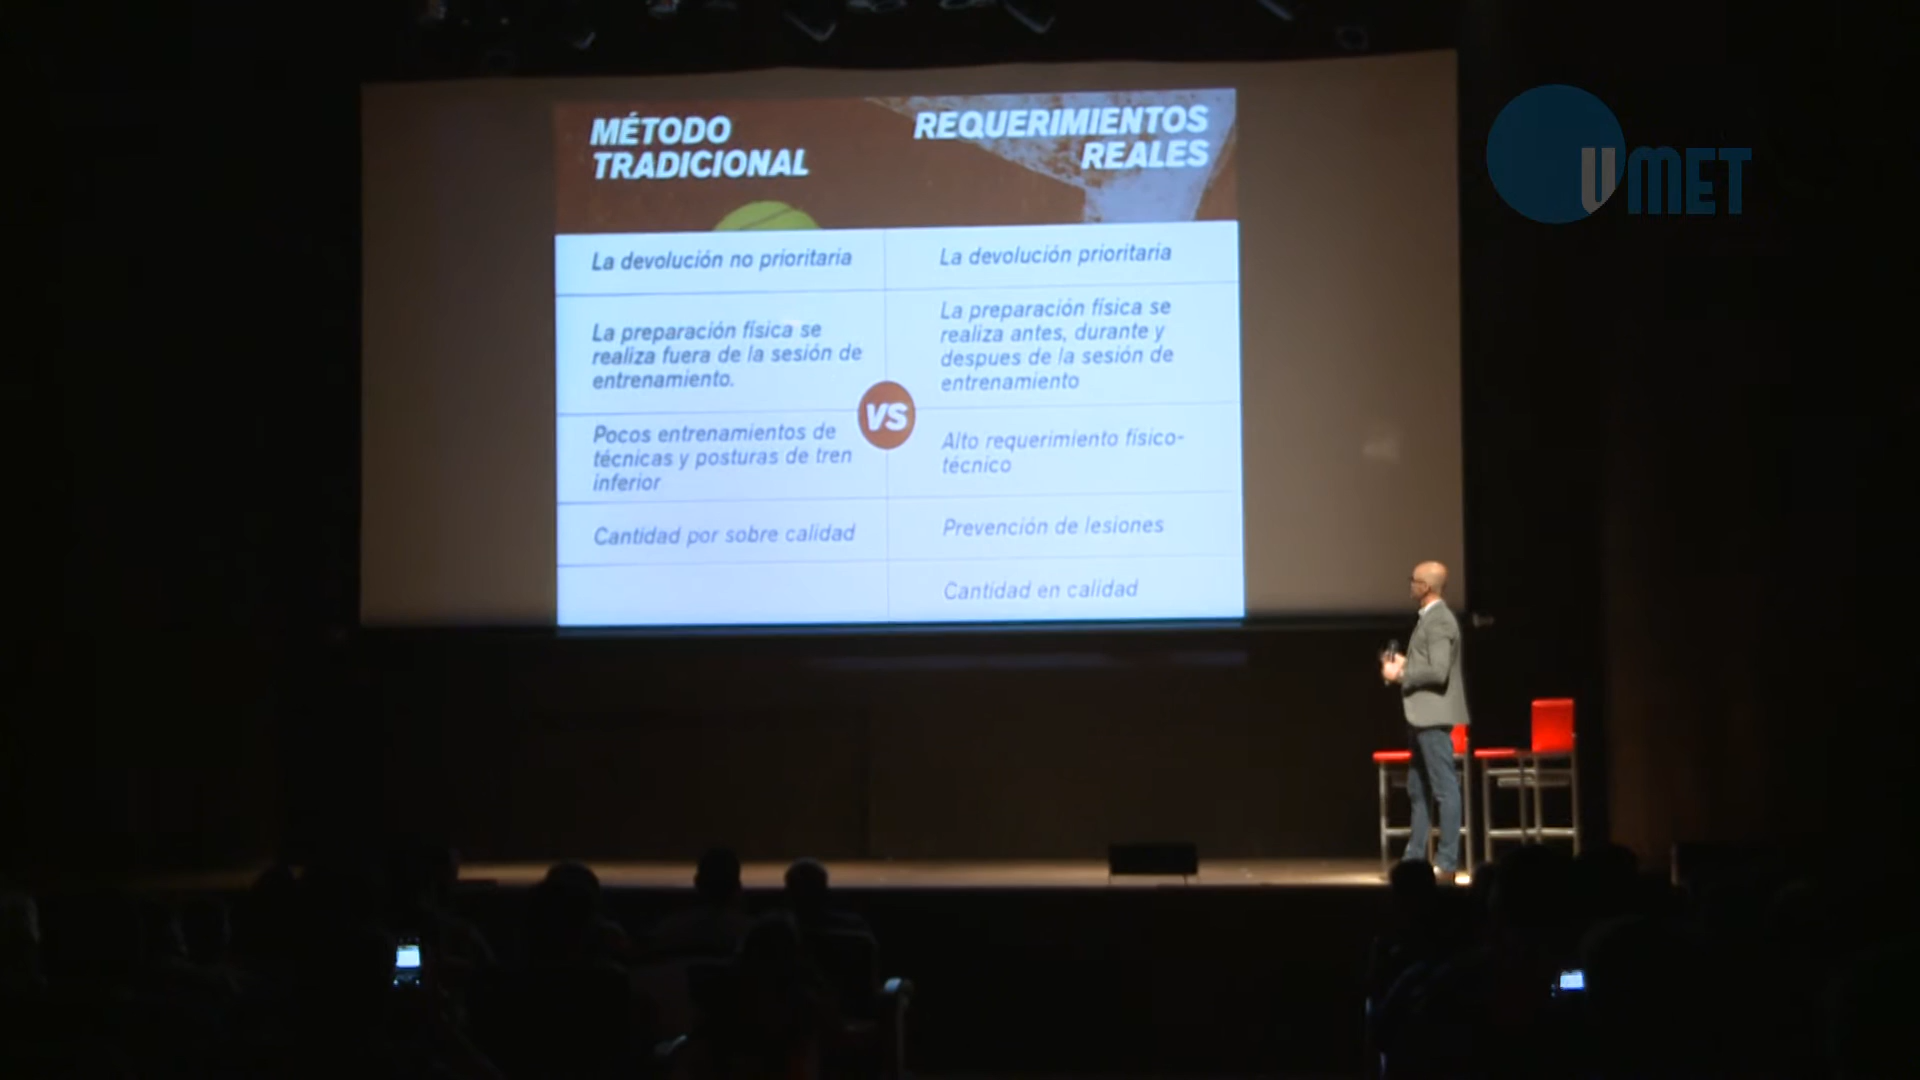 MÉTODO
TRADICIONAL
REQUERIMIENTOS
REALES
La devolución no prioritaria
La devolución prioritaria
La preparación física se
realiza fuera de la sesión de
entrenamiento.
La preparación física se
realiza antes, durante y
despues de la sesión de
entrenamiento
VS
Pocos entrenamientos de
técnicas y posturas de tren
inferior
Alto requerimiento físico-
técnico
Cantidad por sobre calidad
Prevención de lesiones
Cantidad en calidad
UMET